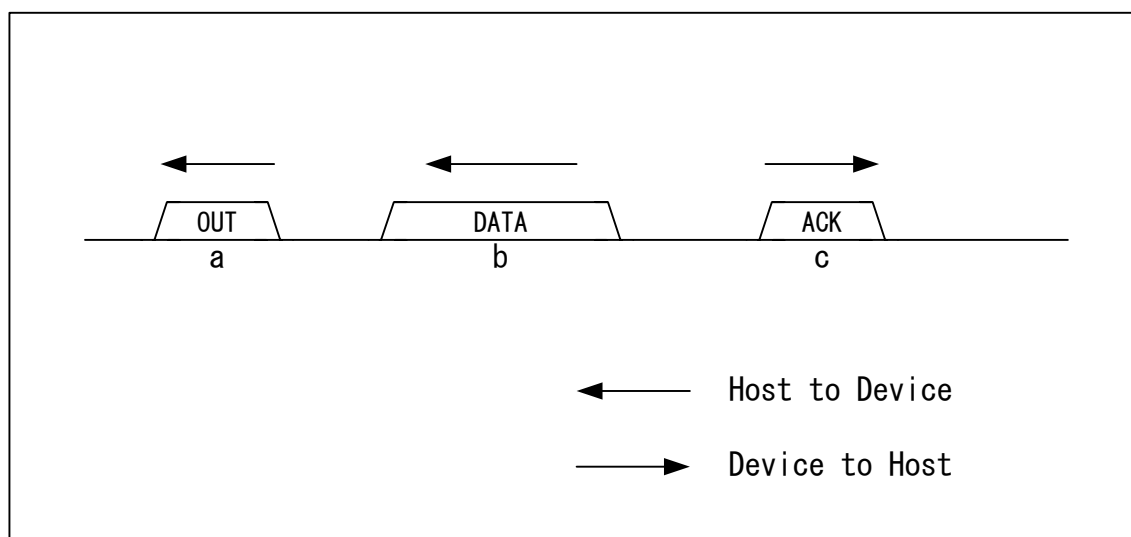 OUT DATA ACK
a b c
Host to Device
Device to Host